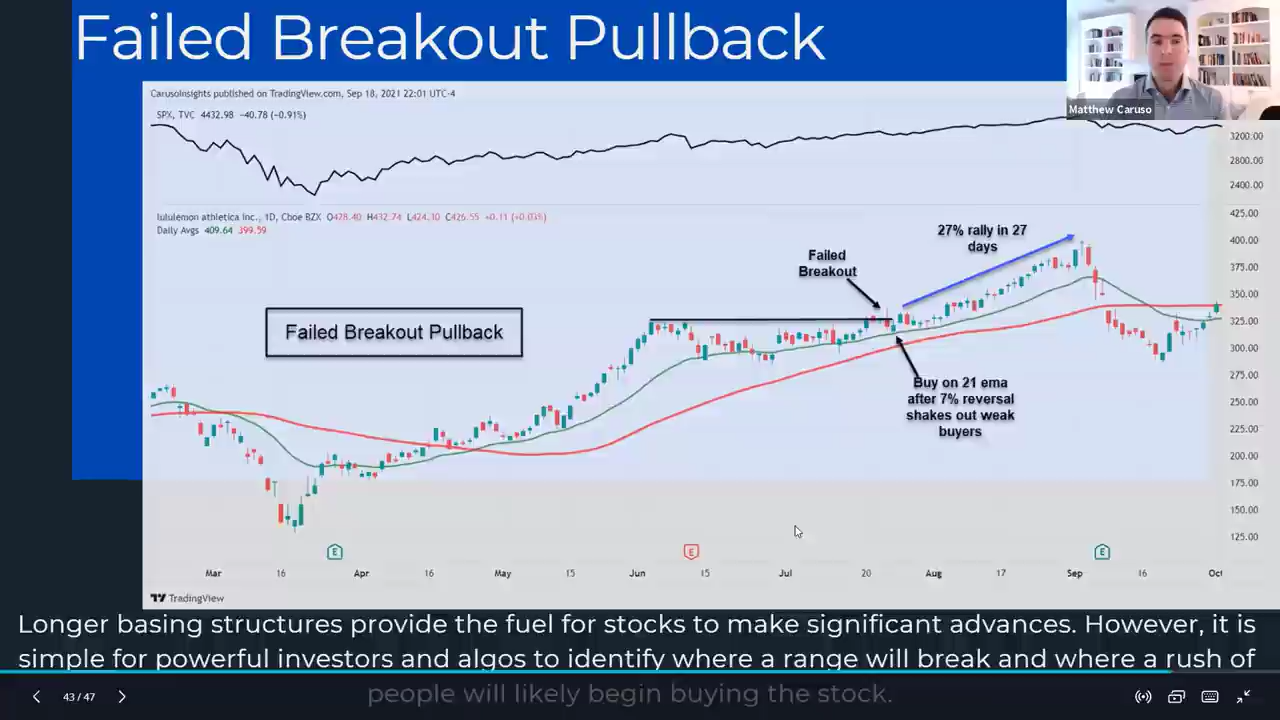 Failed Breakout Pullback
Matthew Caruso
CarusoInsights published on TradingView.com, Sep 18, 2021 22:01 UTC-4
SPX, TVC 4432.98 −40.78 (−0.91%)
3200.00
2800.00
2400.00
lululemon athletica inc., 1D, Cboe BZX O428.40 H432.74 L424.10 C426.55 +0.11 (+0.03%)
Daily Avgs 409.64 399.59
425.00
400.00
375.00
350.00
325.00
300.00
275.00
250.00
225.00
200.00
175.00
150.00
125.00
27% rally in 27
days
Failed
Breakout
Failed Breakout Pullback
Buy on 21 ema
after 7% reversal
shakes out weak
buyers
E
E
E
Mar 16 Apr 16 May 15 Jun 15 Jul 20 Aug 17 Sep 16 Oct
TradingView
Longer basing structures provide the fuel for stocks to make significant advances. However, it is
simple for powerful investors and algos to identify where a range will break and where a rush of
people will likely begin buying the stock.
43 / 47